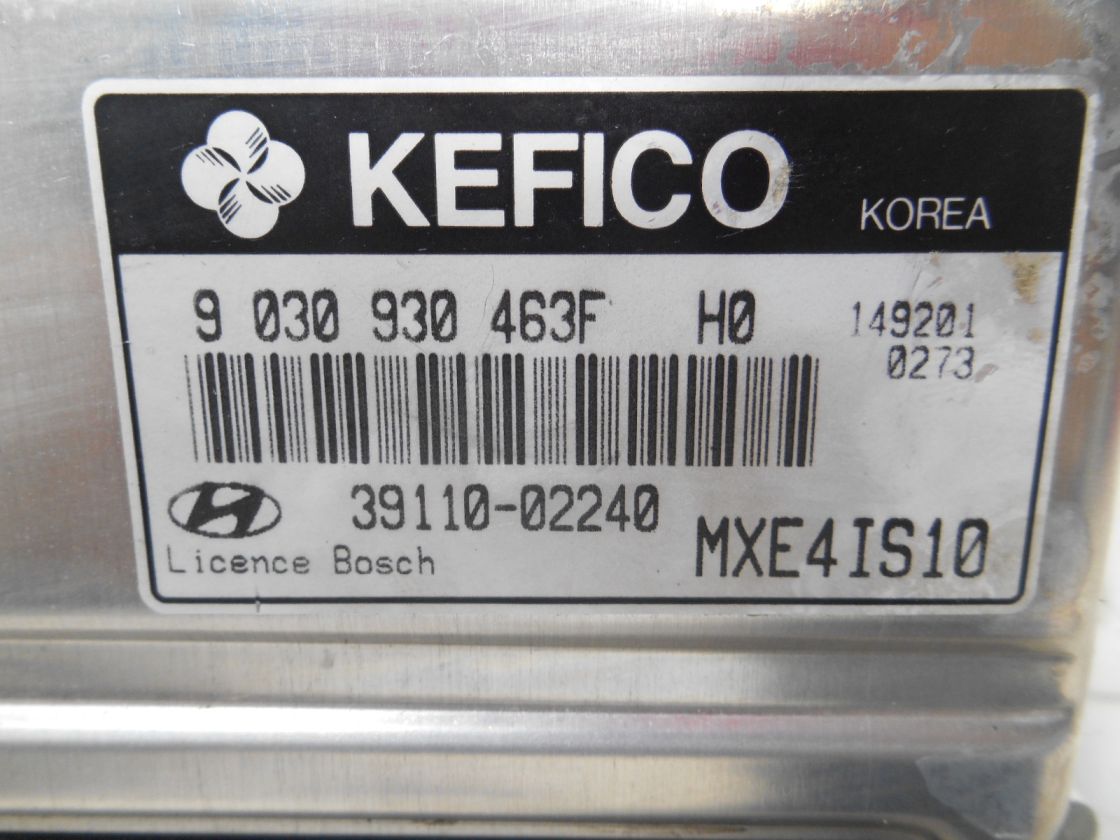 KEFICO KOREA
9 030 930 463F H0 149201
0273
39110-02240
MXE4IS10
Licence Bosch